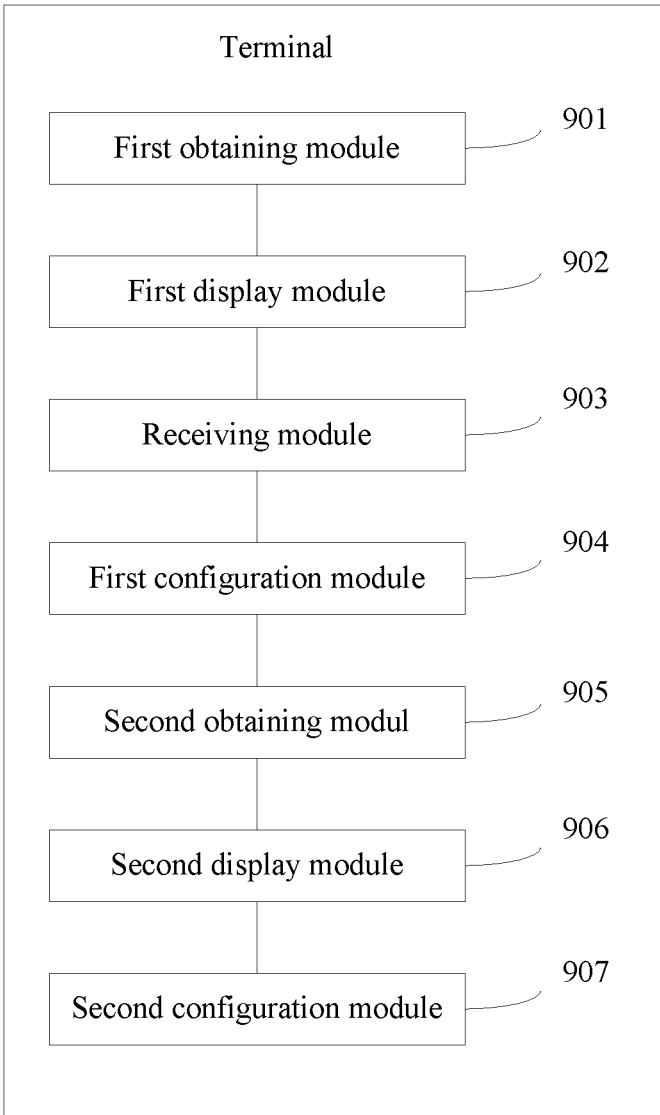 Terminal
First obtaining module
901
First display module
902
Receiving module
903
First configuration module
904
Second obtaining modul
905
Second display module
906
Second configuration module
907